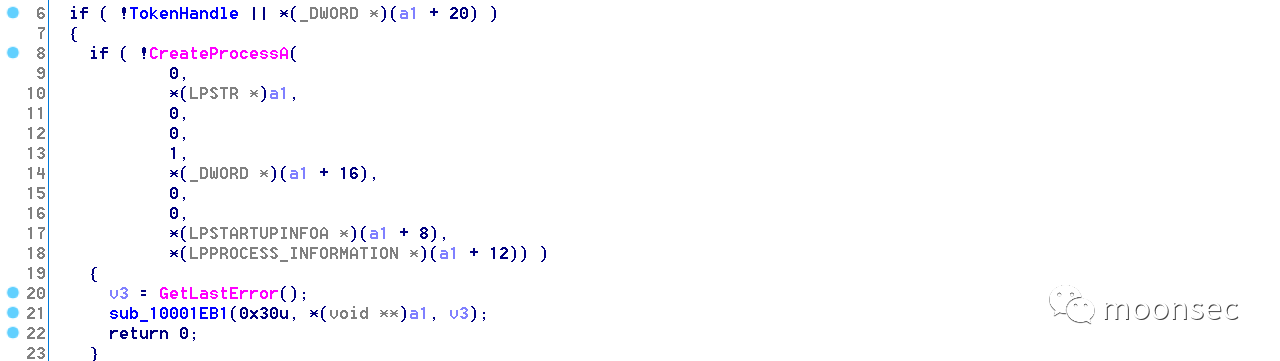 6 if ( !TokenHandle || *(_DWORD *)(a1 + 20) )
7 {
8 if ( !CreateProcessA(
9 0,
10 *(LPSTR *)a1,
11 0,
12 0,
13 1,
14 *(_DWORD *)(a1 + 16),
15 0,
16 0,
17 *(LPSTARTUPINFOA *)(a1 + 8),
18 *(LPPROCESS_INFORMATION *)(a1 + 12)) )
19 {
20 v3 = GetLastError();
21 sub_10001EB1(0x30u, *(void **)a1, v3);
22 return 0;
23 }
moonsec